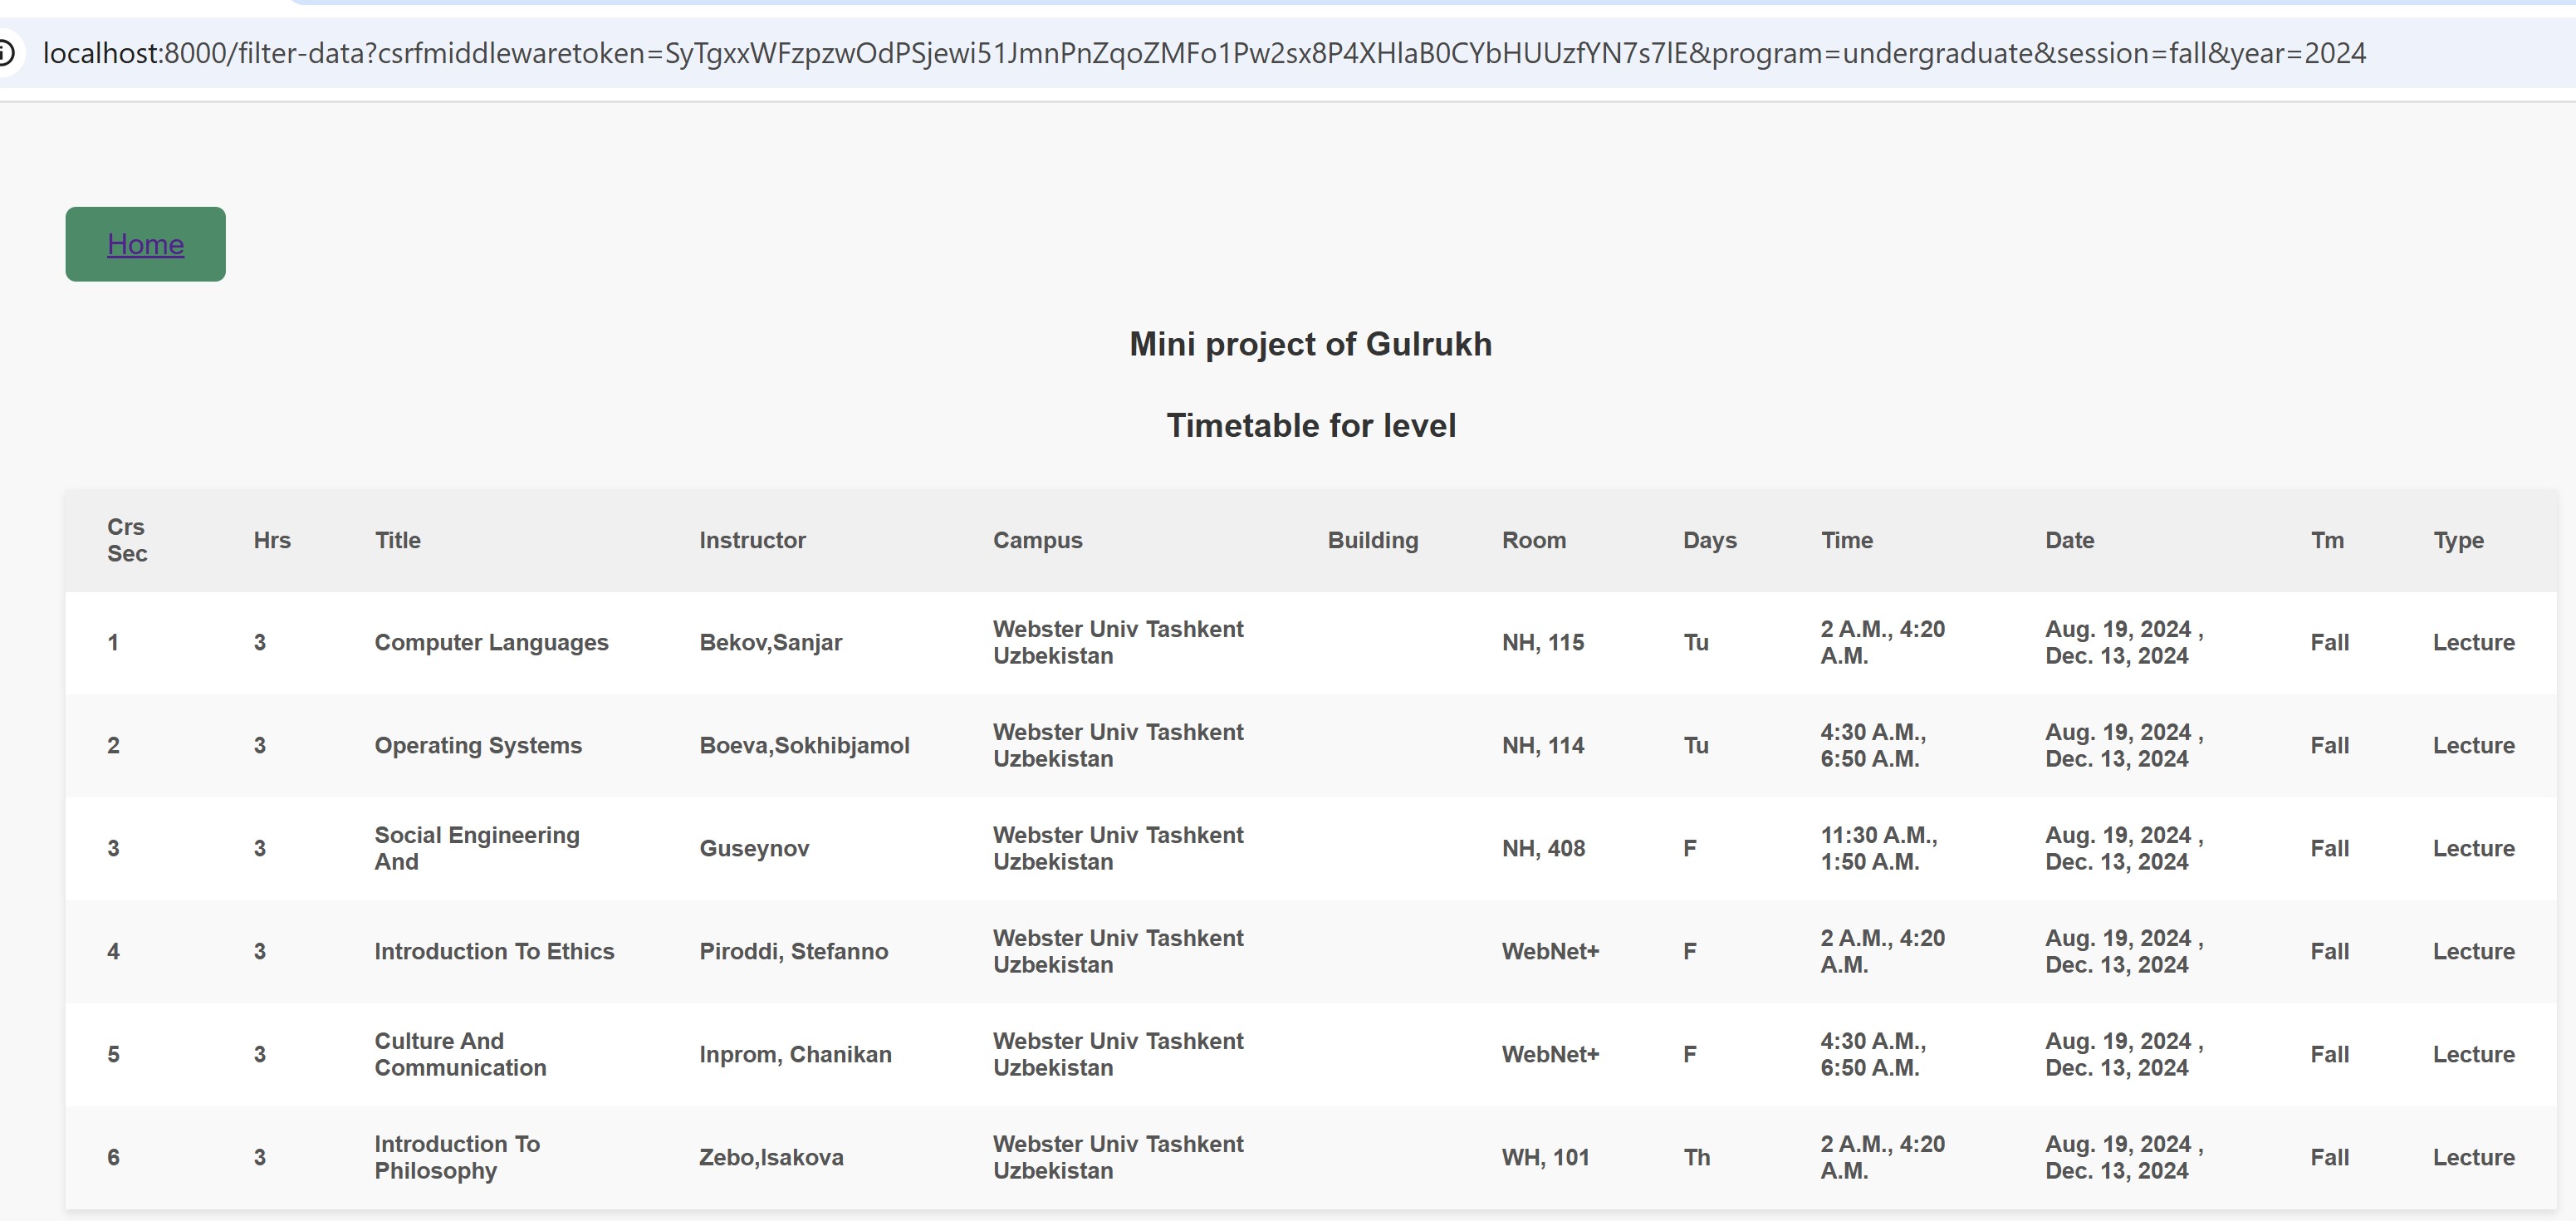 localhost:8000/filter-data?csrfmiddlewaretoken=SyTgxxWFzpzwOdPSjewi51JmnPnZqoZMFo1Pw2sx8P4XHlaB0CYbHUUzfYN7s7lE&program=undergraduate&session=fall&year=2024
Home
Mini project of Gulrukh
Timetable for level
Crs Sec Hrs Title Instructor Campus Building Room Days Time Date Tm Type
1 3 Computer Languages Bekov,Sanjar Webster Univ Tashkent Uzbekistan NH, 115 Tu 2 A.M., 4:20 A.M. Aug. 19, 2024 , Dec. 13, 2024 Fall Lecture
2 3 Operating Systems Boeva,Sokhibjamol Webster Univ Tashkent Uzbekistan NH, 114 Tu 4:30 A.M., 6:50 A.M. Aug. 19, 2024 , Dec. 13, 2024 Fall Lecture
3 3 Social Engineering And Guseynov Webster Univ Tashkent Uzbekistan NH, 408 F 11:30 A.M., 1:50 A.M. Aug. 19, 2024 , Dec. 13, 2024 Fall Lecture
4 3 Introduction To Ethics Piroddi, Stefanno Webster Univ Tashkent Uzbekistan WebNet+ F 2 A.M., 4:20 A.M. Aug. 19, 2024 , Dec. 13, 2024 Fall Lecture
5 3 Culture And Communication Inprom, Chanikan Webster Univ Tashkent Uzbekistan WebNet+ F 4:30 A.M., 6:50 A.M. Aug. 19, 2024 , Dec. 13, 2024 Fall Lecture
6 3 Introduction To Philosophy Zebo,Isakova Webster Univ Tashkent Uzbekistan WH, 101 Th 2 A.M., 4:20 A.M. Aug. 19, 2024 , Dec. 13, 2024 Fall Lecture